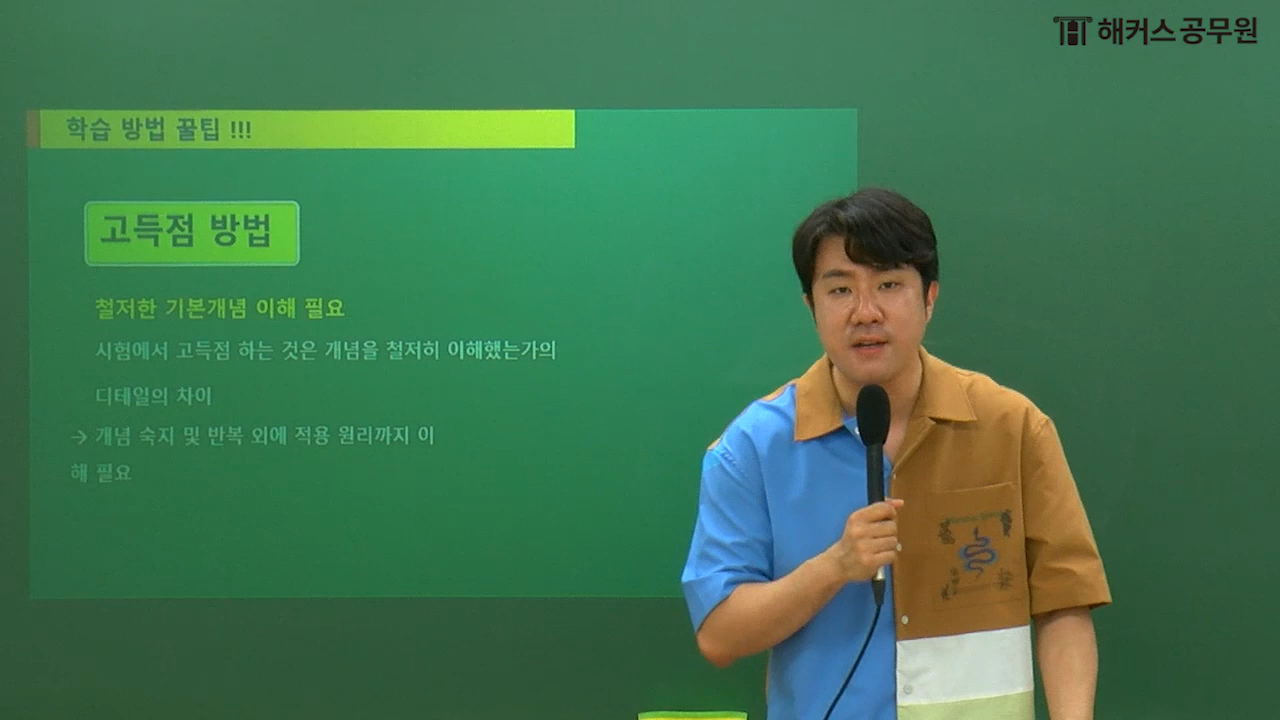 해커스공무원
학습 방법 꿀팁 !!!
고득점 방법
철저한 기본개념 이해 필요
시험에서 고득점 하는 것은 개념을 철저히 이해했는가의
디테일의 차이
→ 개념 숙지 및 반복 외에 적용 원리까지 이
해 필요